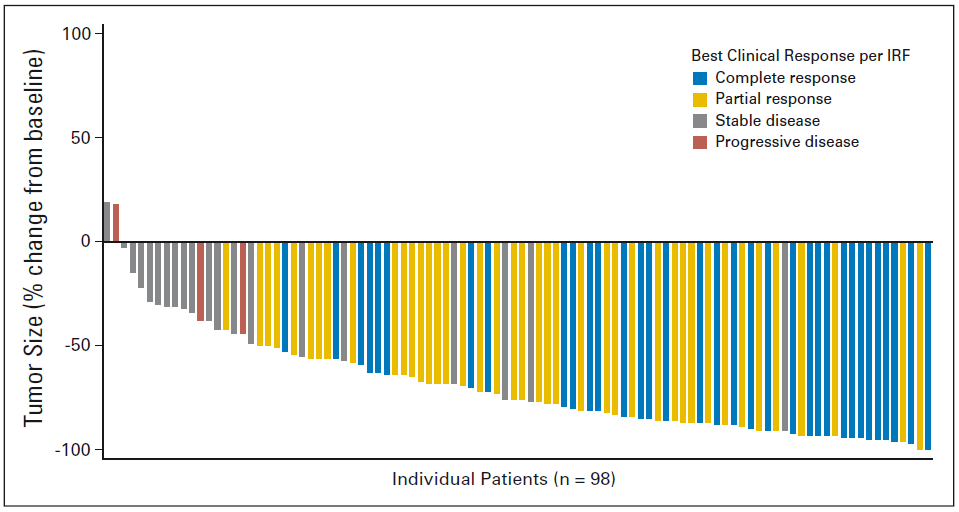 Tumor Size (% change from baseline)
100
50
0
-50
-100
Best Clinical Response per IRF
Complete response
Partial response
Stable disease
Progressive disease
Individual Patients (n = 98)